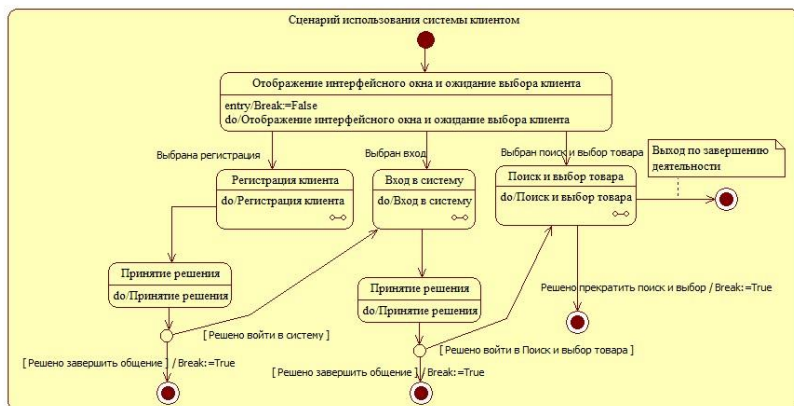 Сценарий использования системы клиентом
Отображение интерфейсного окна и ожидание выбора клиента
entry/Break:=False
do/Отображение интерфейсного окна и ожидание выбора клиента
Выбрана регистрация
Выбран вход
Выбран поиск и выбор товара
Выход по завершению
деятельности
Регистрация клиента
do/Регистрация клиента
Вход в систему
do/Вход в систему
Поиск и выбор товара
do/Поиск и выбор товара
Принятие решения
do/Принятие решения
Принятие решения
do/Принятие решения
Решено прекратить поиск и выбор / Break:=True
[ Решено войти в систему ]
[ Решено войти в Поиск и выбор товара ]
[ Решено завершить общение ] / Break:=True
[ Решено завершить общение ] / Break:=True